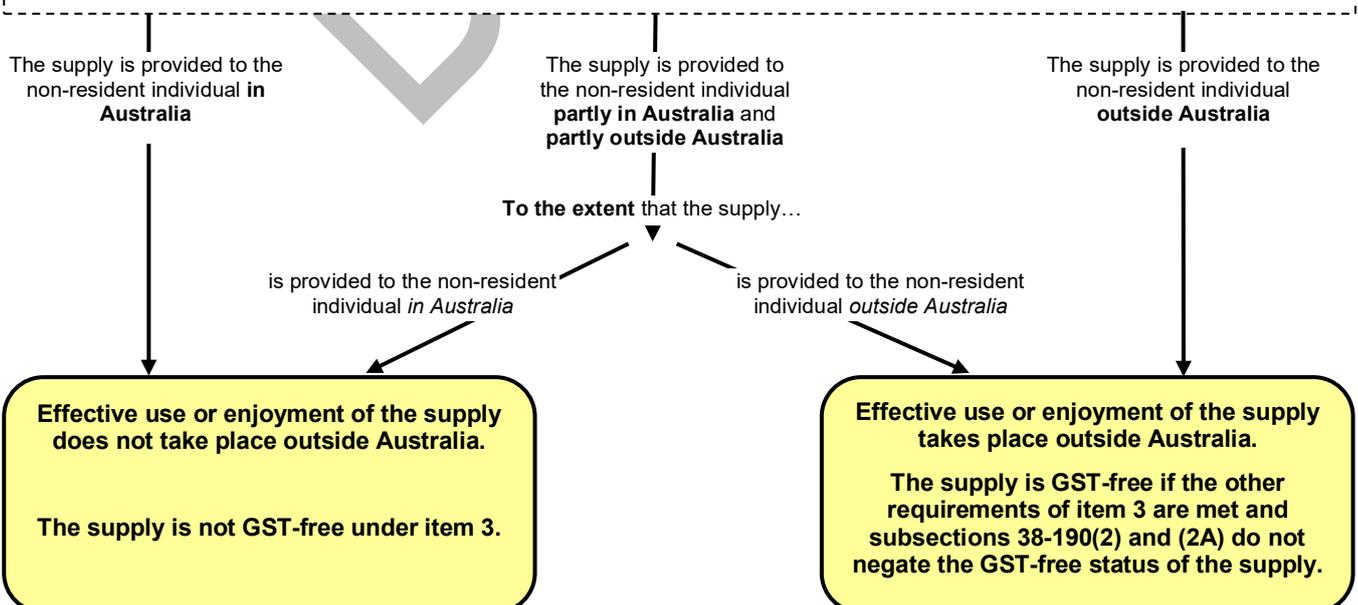 The supply is provided to the
non-resident individual in
Australia
The supply is provided to
the non-resident individual
partly in Australia and
partly outside Australia
The supply is provided to the
non-resident individual
outside Australia
To the extent that the supply…
is provided to the non-resident
individual in Australia
is provided to the non-resident
individual outside Australia
Effective use or enjoyment of the supply
does not take place outside Australia.
The supply is not GST-free under item 3.
Effective use or enjoyment of the supply
takes place outside Australia.
The supply is GST-free if the other
requirements of item 3 are met and
subsections 38-190(2) and (2A) do not
negate the GST-free status of the supply.